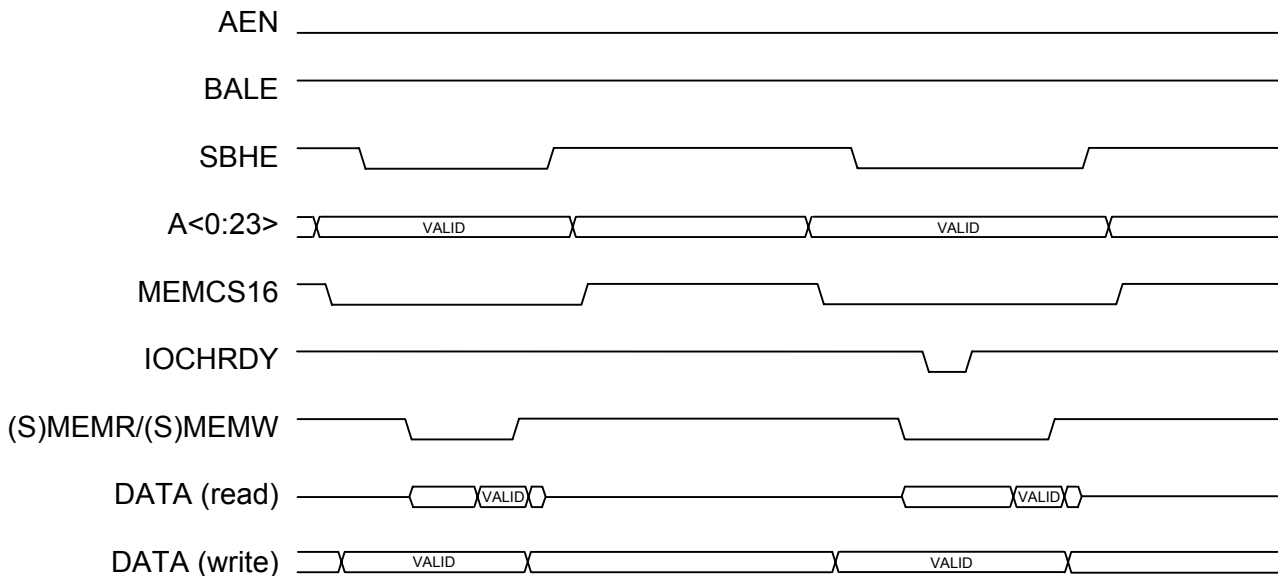 AEN
BALE
SBHE
A<0:23> VALID VALID
MEMCS16
IOCHRDY
(S)MEMR/(S)MEMW
DATA (read) VALID VALID
DATA (write) VALID VALID